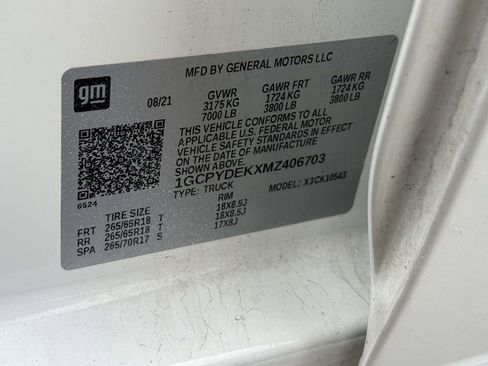 MFD BY GENERAL MOTORS LLC
gm
08/21 GVWR GAWR FRT GAWR RR
3175 KG 1724 KG 1724 KG
7000 LB 3800 LB 3800 LB
THIS VEHICLE CONFORMS TO ALL
APPLICABLE U.S. FEDERAL MOTOR
VEHICLE SAFETY STANDARDS IN EFFECT
ON THE DATE OF MANUFACTURE
SHOWN ABOVE.
1GCPYDEKXMZ406703
TYPE: TRUCK MODEL: X3CK10543
6624
TIRE SIZE RIM
FRT 265/65R18 T 18X8.5J
RR 265/65R18 T 18X8.5J
SPA 265/70R17 S 17X8J